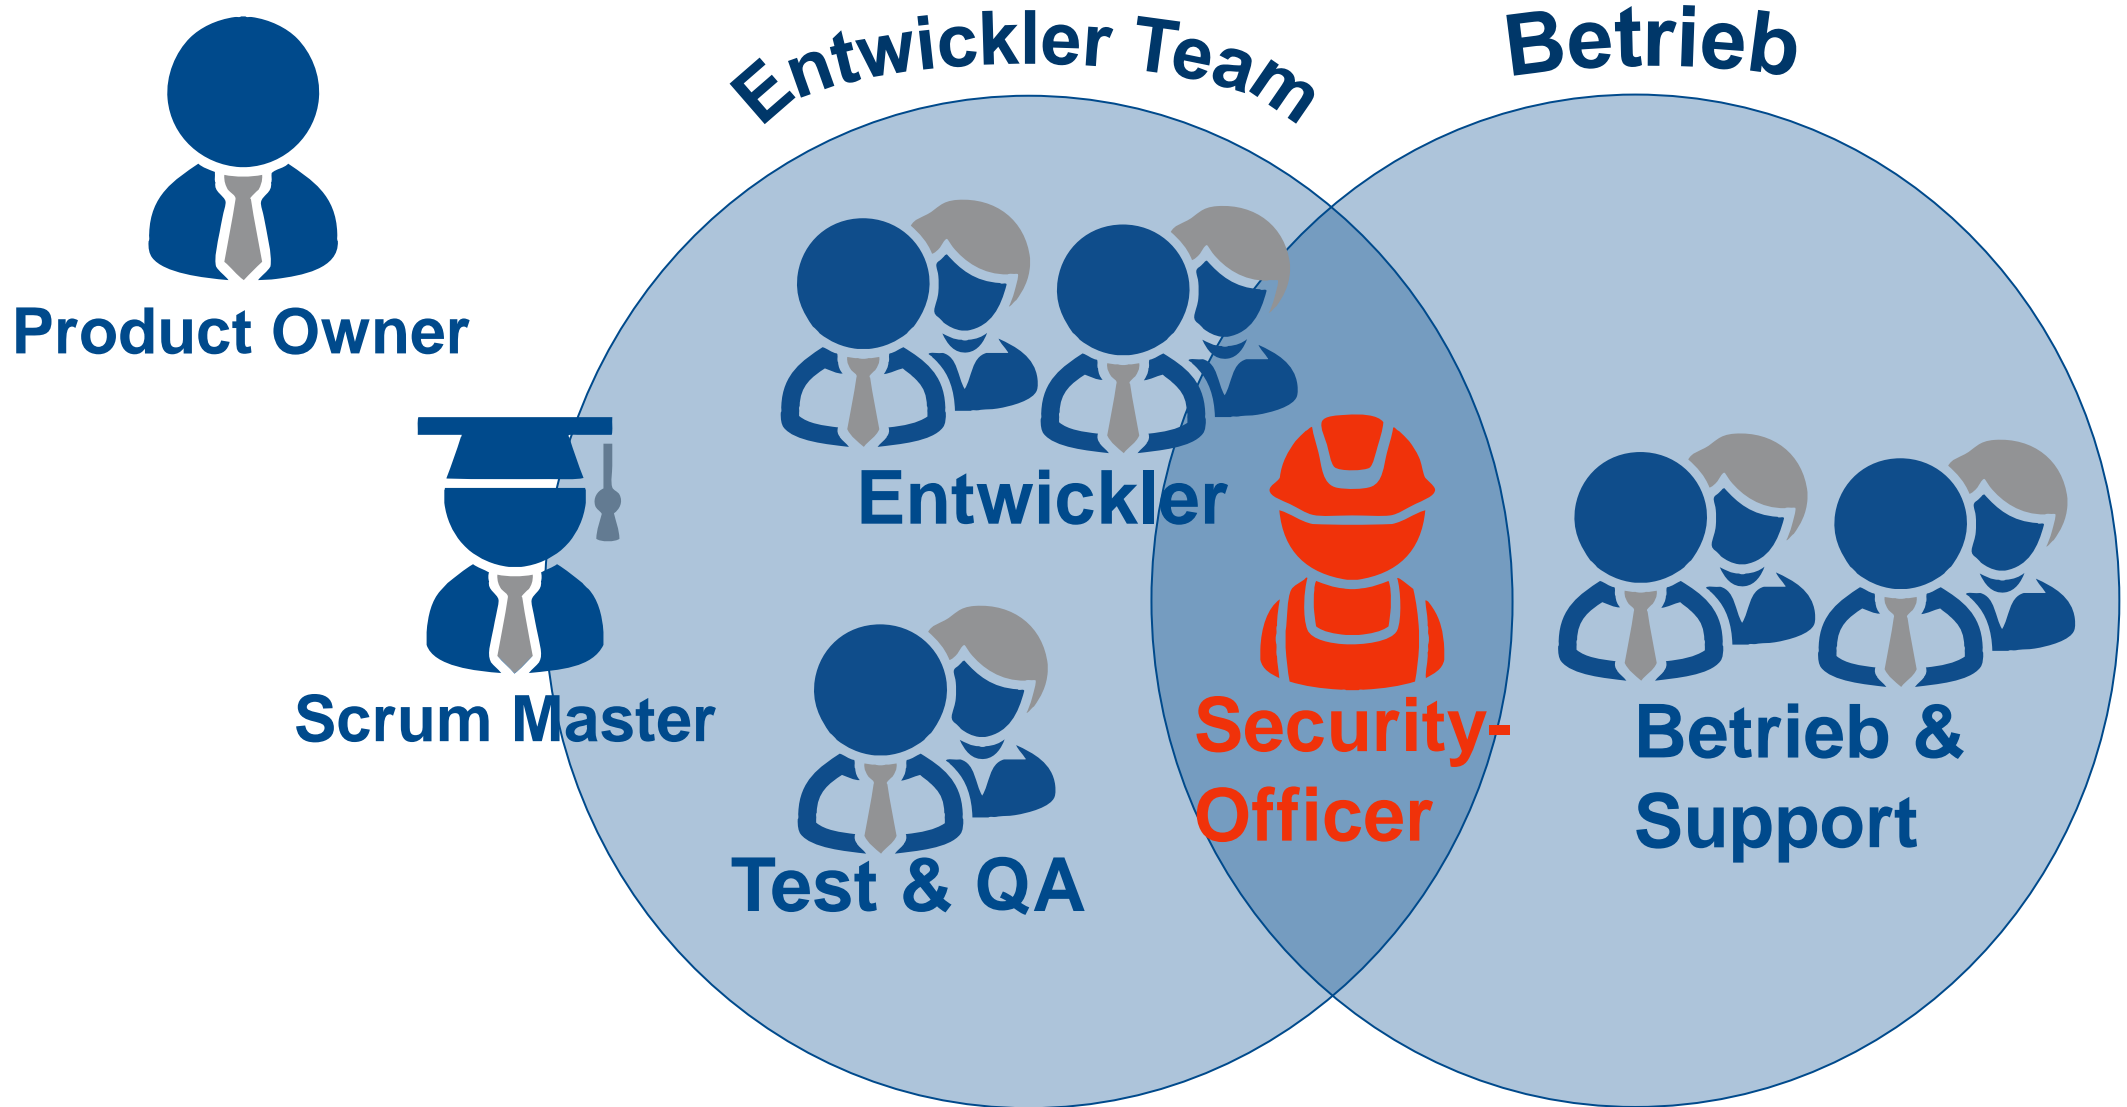 Entwickler Team
Betrieb
Product Owner
Entwickler
Scrum Master
Security-
Officer
Betrieb &
Support
Test & QA